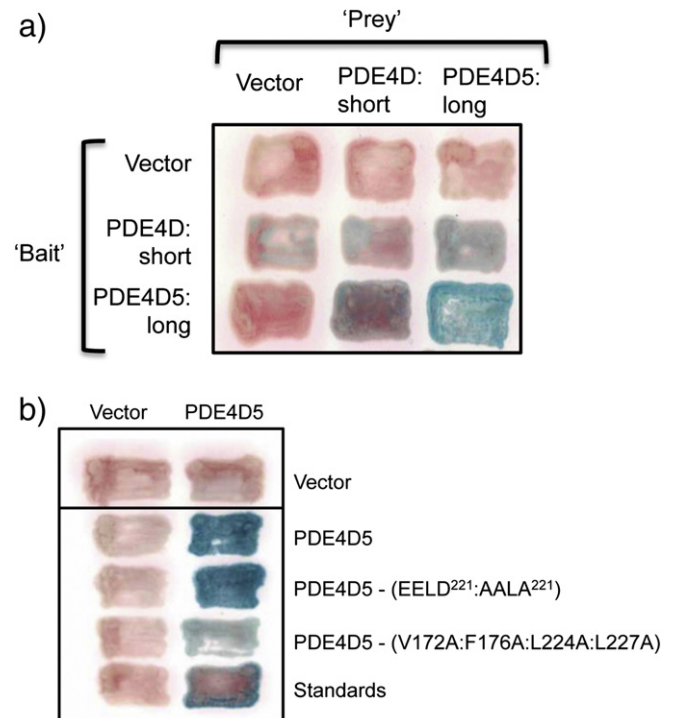 a)
‘Prey’
Vector
PDE4D:
short
PDE4D5:
long
‘Bait’
Vector
PDE4D:
short
PDE4D5:
long
b)
Vector PDE4D5
Vector
PDE4D5
PDE4D5 - (EELD²²¹:AALA²²¹)
PDE4D5 - (V172A:F176A:L224A:L227A)
Standards